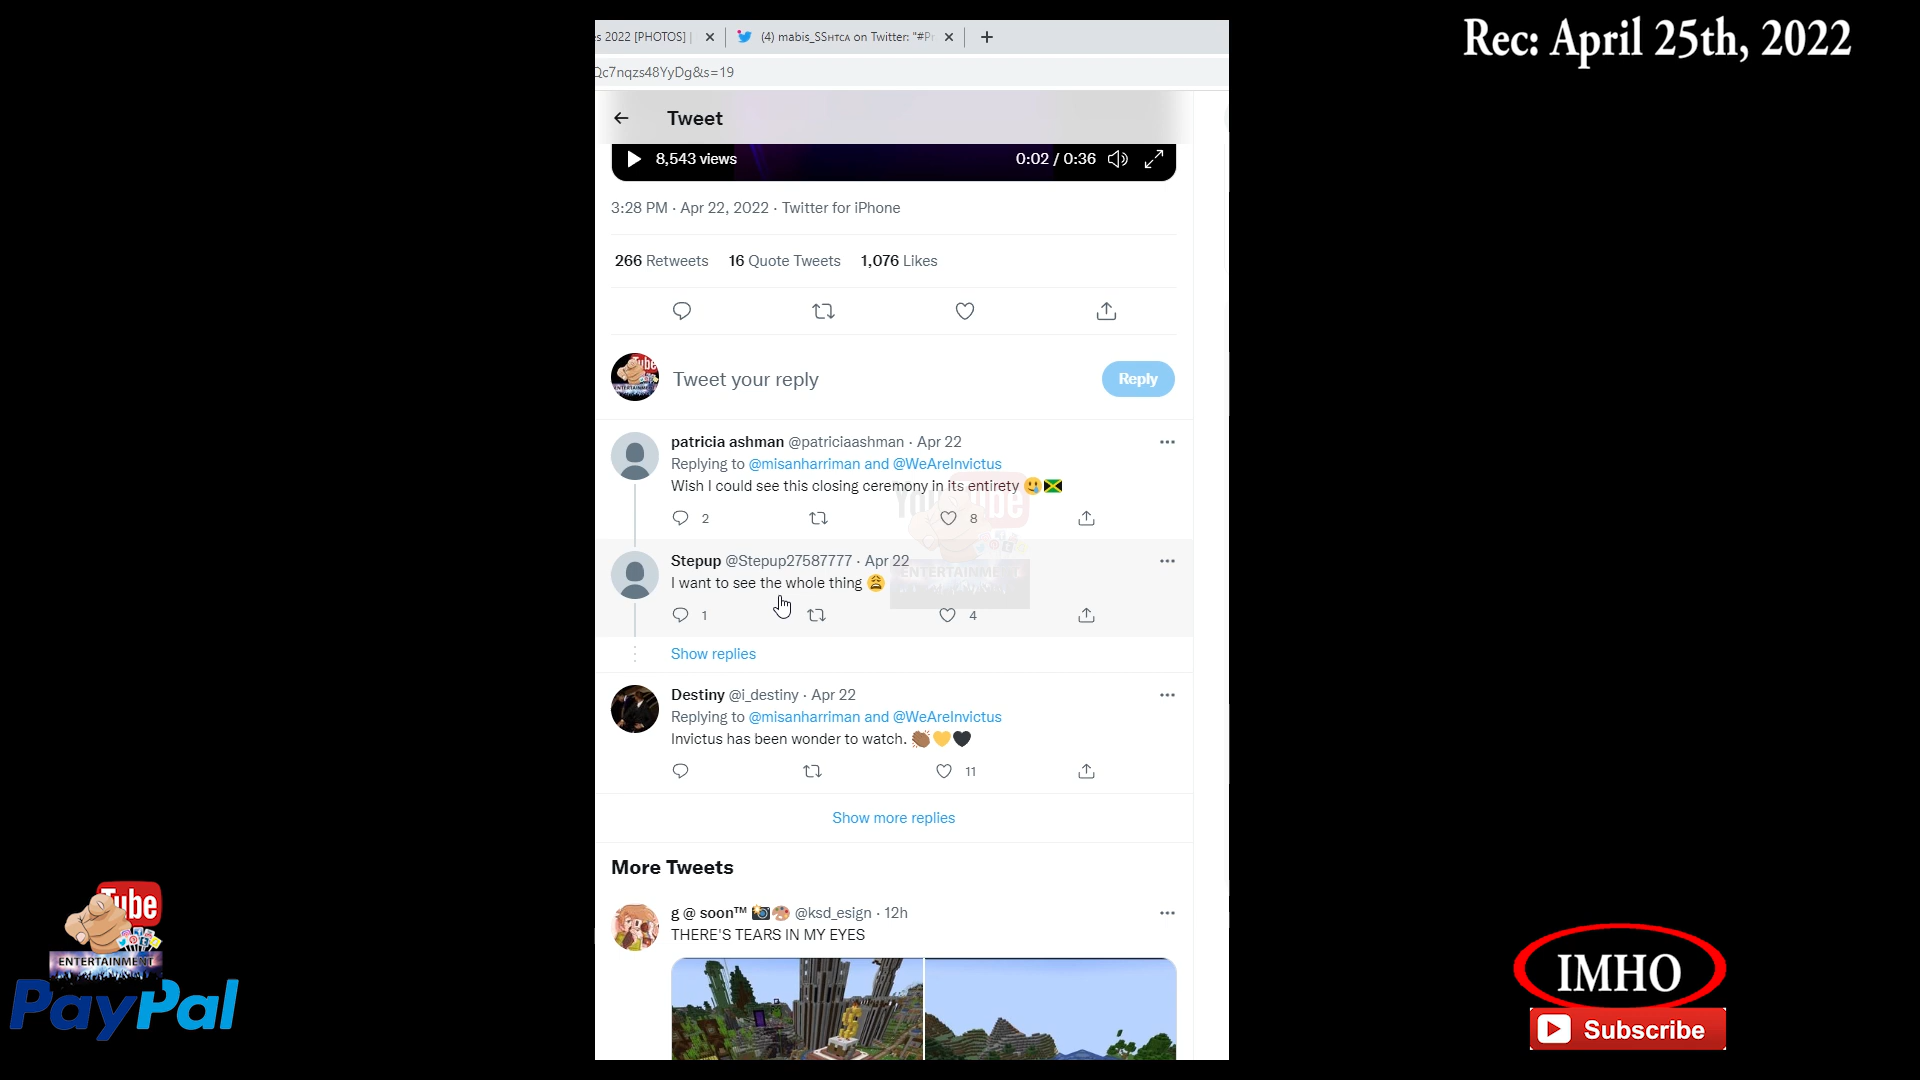 Rec: April 25th, 2022
s 2022 [PHOTOS] |
(4) mabis_SSʜᴛᴄᴀ on Twitter: "#Pr
Qc7nqzs48YyDg&s=19
Tweet
8,543 views
0:02 / 0:36
3:28 PM · Apr 22, 2022 · Twitter for iPhone
266 Retweets 16 Quote Tweets 1,076 Likes
Tweet your reply
Reply
patricia ashman @patriciaashman · Apr 22
Replying to @misanharriman and @WeAreInvictus
Wish I could see this closing ceremony in its entirety 🥲🇯🇲
2
8
Stepup @Stepup27587777 · Apr 22
I want to see the whole thing 😩
1
4
Show replies
Destiny @i_destiny · Apr 22
Replying to @misanharriman and @WeAreInvictus
Invictus has been wonder to watch. 👏🏾💛🖤
11
Show more replies
More Tweets
g @ soon™ 📸🎨 @ksd_esign · 12h
THERE'S TEARS IN MY EYES
YouTube
ENTERTAINMENT
Tube
ENTERTAINMENT
PayPal
IMHO
Subscribe